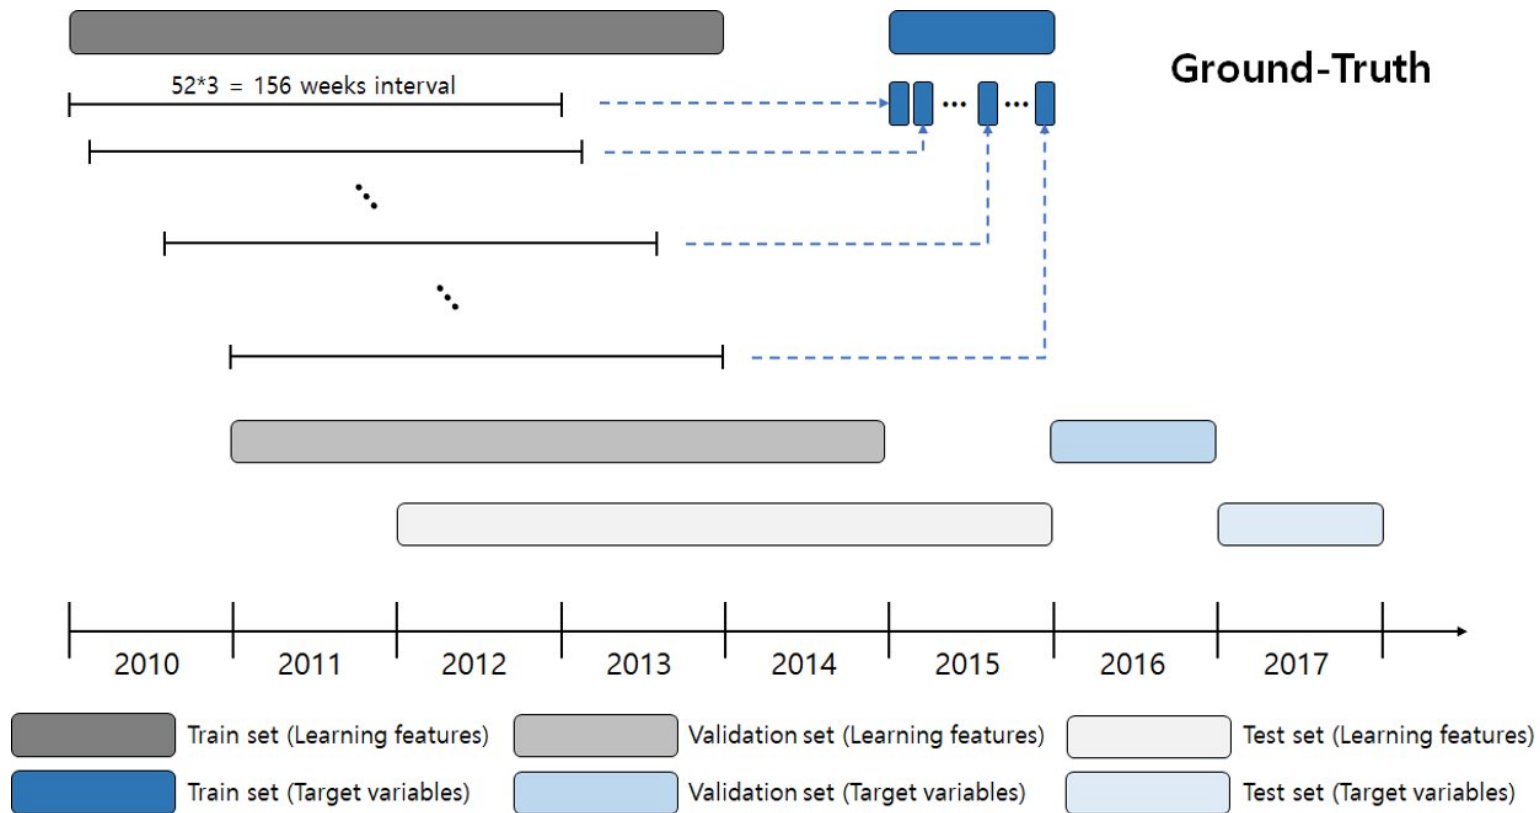 Ground-Truth
52*3 = 156 weeks interval
2010 2011 2012 2013 2014 2015 2016 2017
Train set (Learning features) Validation set (Learning features) Test set (Learning features)
Train set (Target variables) Validation set (Target variables) Test set (Target variables)